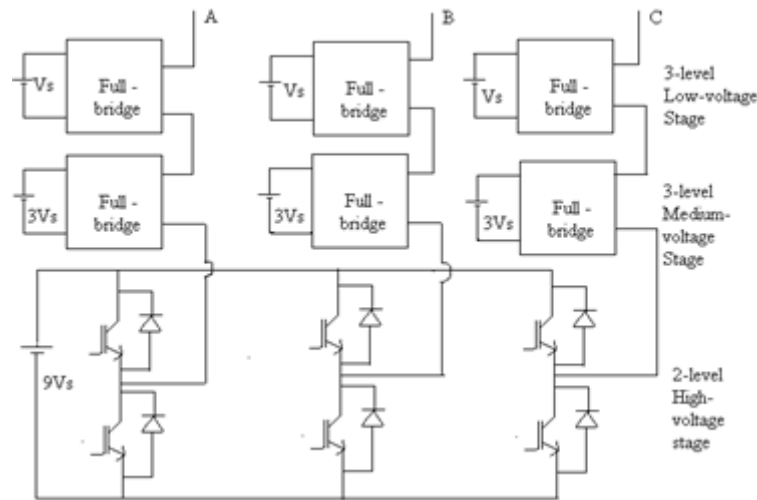 A
B
C
Vs
Full -
bridge
Vs
Full -
bridge
Vs
Full -
bridge
3-level
Low-voltage
Stage
3Vs
Full -
bridge
3Vs
Full -
bridge
3Vs
Full -
bridge
3-level
Medium-
voltage
Stage
9Vs
2-level
High-
voltage
stage